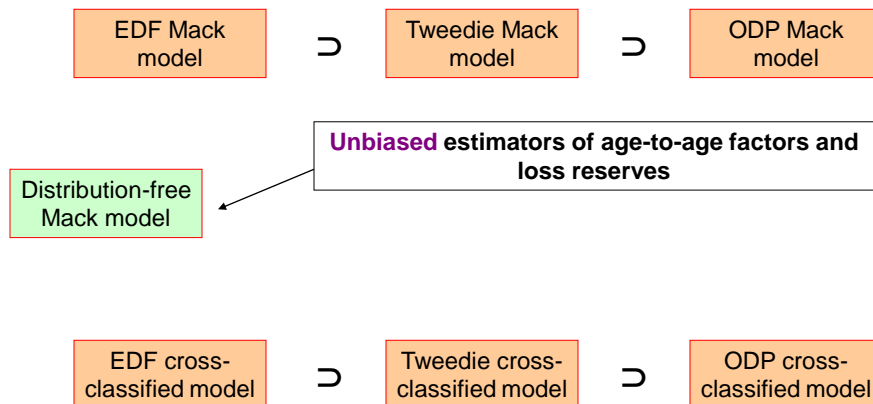 EDF Mack
model
⊃
Tweedie Mack
model
⊃
ODP Mack
model
Unbiased estimators of age-to-age factors and
loss reserves
Distribution-free
Mack model
EDF cross-
classified model
⊃
Tweedie cross-
classified model
⊃
ODP cross-
classified model